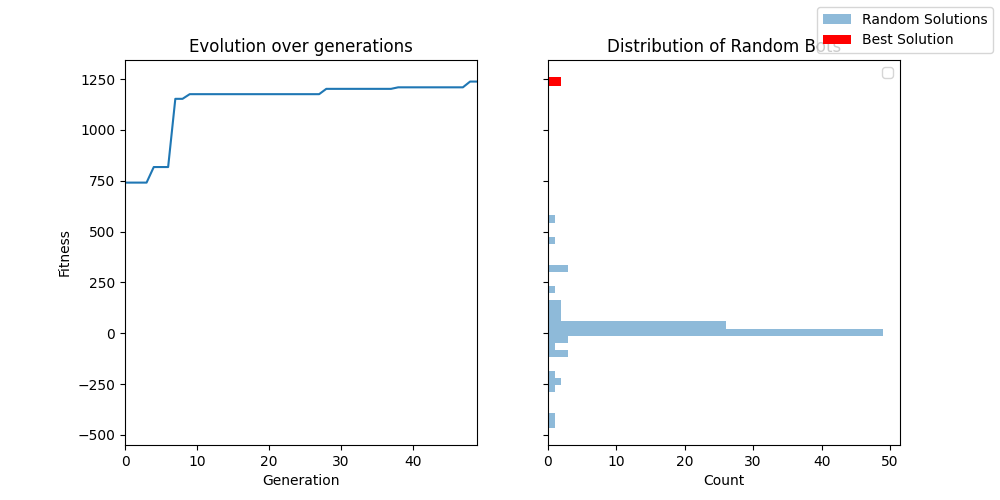 Random Solutions
Best Solution
Evolution over generations
Distribution of Random Bots
Fitness
1250
1000
750
500
250
0
−250
−500
0 10 20 30 40
Generation
0 10 20 30 40 50
Count